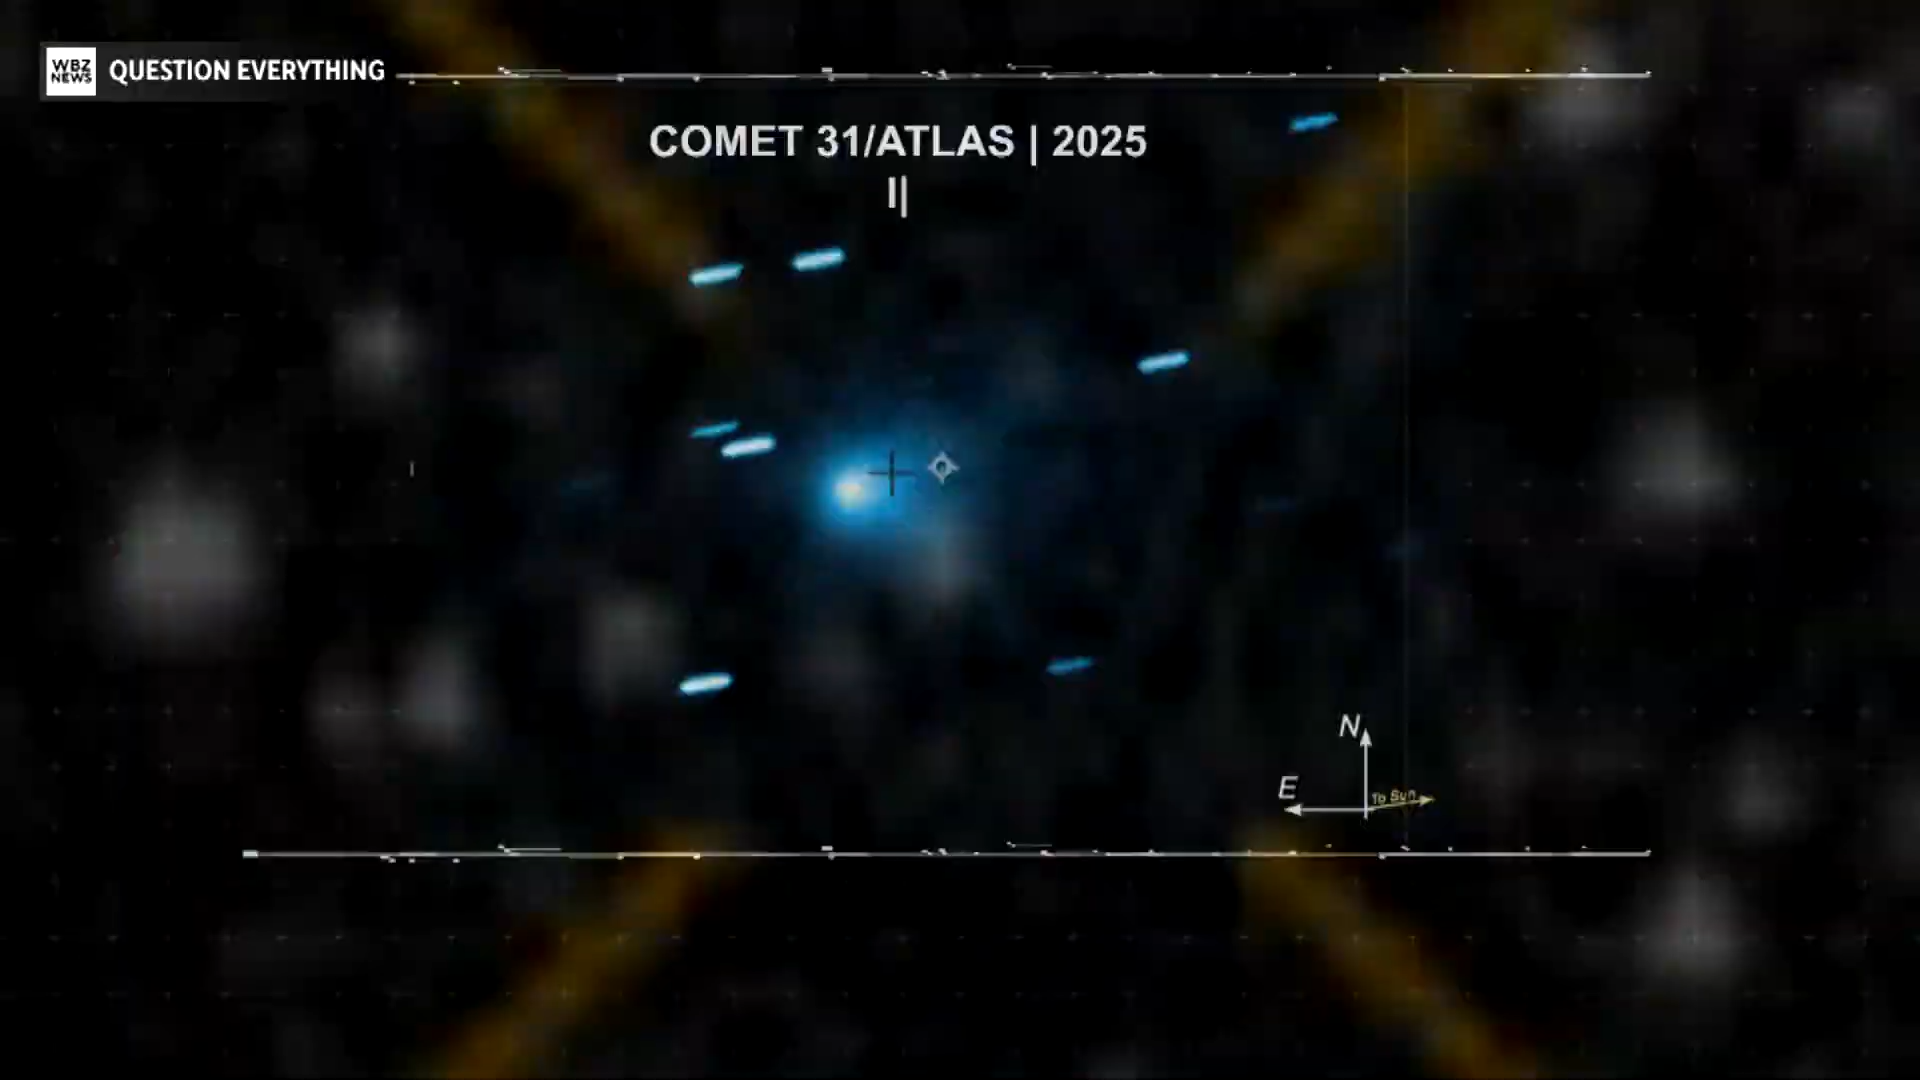 WBZ
NEWS
QUESTION EVERYTHING
COMET 31/ATLAS | 2025
N
E
To Sun